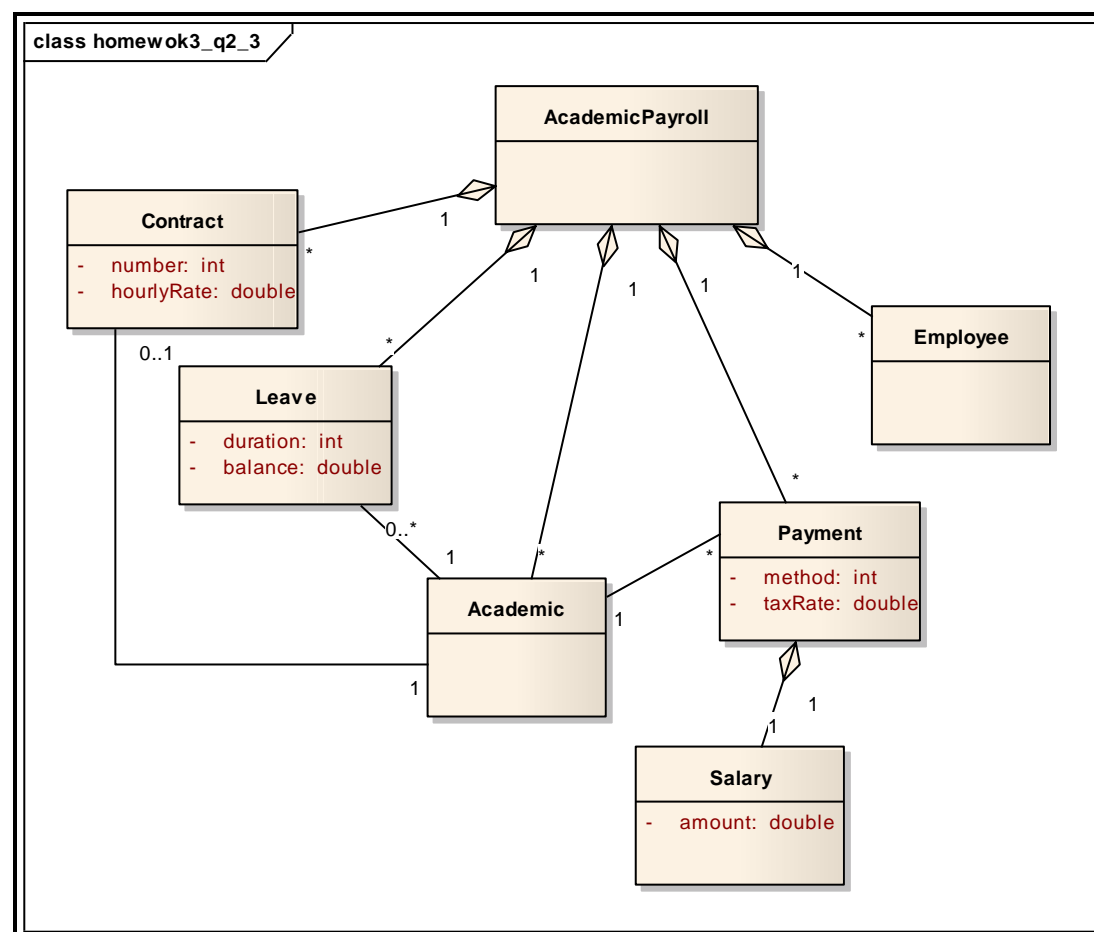 class homewok3_q2_3
AcademicPayroll
1
1
1
1
1
Contract
- number: int
- hourlyRate: double
*
0..1
Employee
*
Leave
- duration: int
- balance: double
*
0..*
1
*
Payment
- method: int
- taxRate: double
*
*
Academic
1
1
1
1
Salary
- amount: double